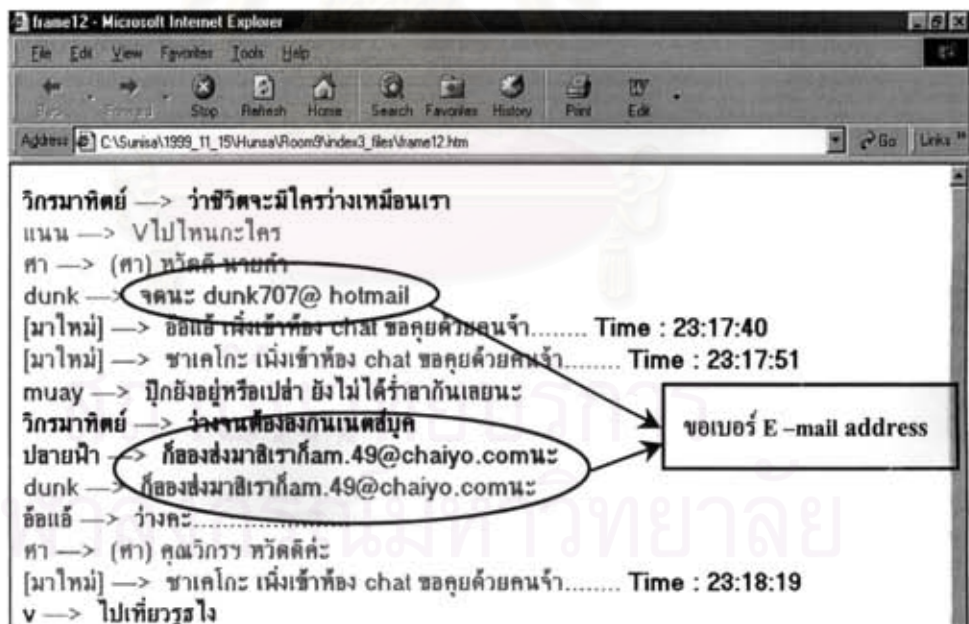 frame12 - Microsoft Internet Explorer
File Edit View Favorites Tools Help
Back Forward Stop Refresh Home Search Favorites History Print Edit
Address C:\Sunisa\1999_11_15\Hunsa\Room9\index3_files\frame12.htm Go Links "
วิกรมาทิตย์ —> ว่าชีวิตจะมีใครว่างเหมือนเรา
แนน —> Vไปไหนกะใคร
ศา —> (ศา) หวัดดี นายกำ
dunk —> จดนะ dunk707@ hotmail
[มาใหม่] —> อ้อแอ้ เพิ่งเข้าห้อง chat ขอคุยด้วยคนจ้า........ Time : 23:17:40
[มาใหม่] —> ชาเคโกะ เพิ่งเข้าห้อง chat ขอคุยด้วยคนจ้า........ Time : 23:17:51
muay —> ปุ๊กยังอยู่หรือเปล่า ยังไม่ได้ร่ำลากันเลยนะ
วิกรมาทิตย์ —> ว่างจนต้องลงกินเนตส์บุค
ขอเบอร์ E –mail address
ปลายฟ้า —> ก็ลองส่งมาสิเราก็am.49@chaiyo.comนะ
dunk —> ก็ลองส่งมาสิเราก็am.49@chaiyo.comนะ
อ้อแอ้ —> ว่างคะ........................
ศา —> (ศา) คุณวิกรฯ หวัดดีค่ะ
[มาใหม่] —> ชาเคโกะ เพิ่งเข้าห้อง chat ขอคุยด้วยคนจ้า........ Time : 23:18:19
v —> ไปเที่ยวรูธไง